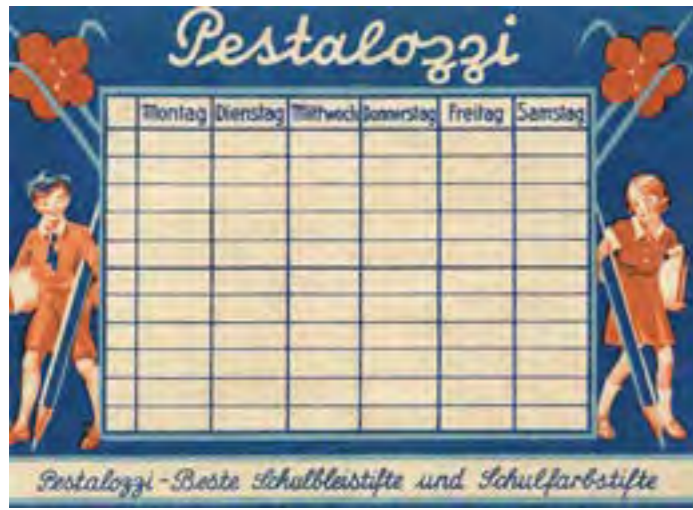 Pestalozzi
Montag Dienstag Mittwoch Donnerstag Freitag Samstag
Pestalozzi-Beste Schulbleistifte und Schulfarbstifte